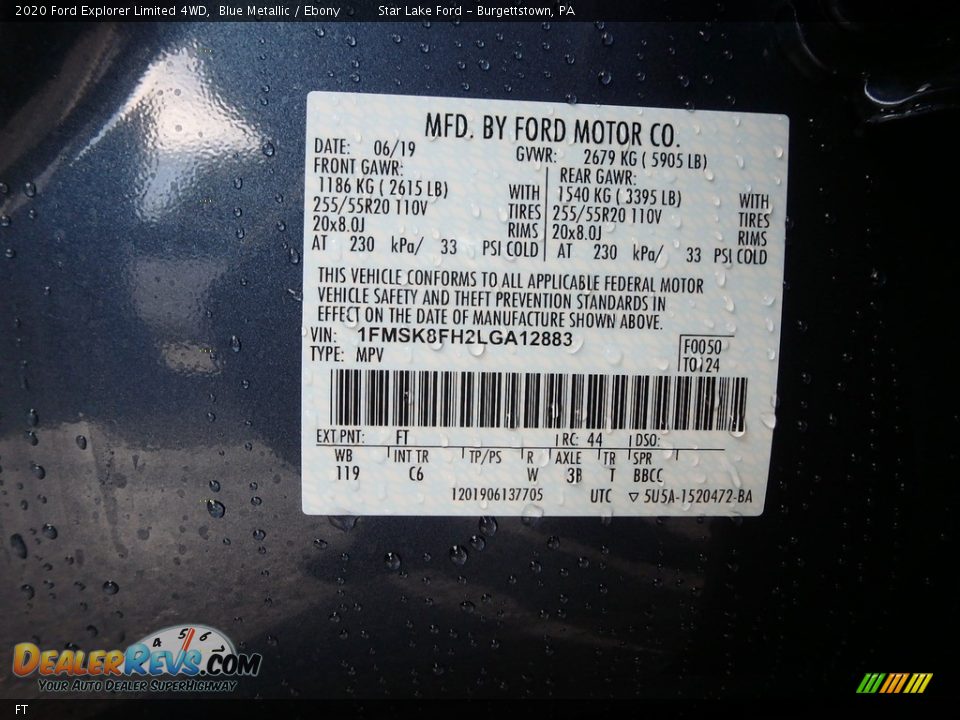 2020 Ford Explorer Limited 4WD, Blue Metallic / Ebony Star Lake Ford - Burgettstown, PA
MFD. BY FORD MOTOR CO.
DATE: 06/19 GVWR: 2679 KG ( 5905 LB)
FRONT GAWR: REAR GAWR:
1186 KG ( 2615 LB) WITH 1540 KG ( 3395 LB) WITH
255/55R20 110V TIRES 255/55R20 110V TIRES
20x8.0J RIMS 20x8.0J RIMS
AT 230 kPa/ 33 PSI COLD AT 230 kPa/ 33 PSI COLD
THIS VEHICLE CONFORMS TO ALL APPLICABLE FEDERAL MOTOR
VEHICLE SAFETY AND THEFT PREVENTION STANDARDS IN
EFFECT ON THE DATE OF MANUFACTURE SHOWN ABOVE.
VIN: 1FMSK8FH2LGA12883
TYPE: MPV
F0050
T0124
EXT PNT: FT RC: 44 DSO:
WB INT TR TP/PS R AXLE TR SPR
119 C6 W 3B T BBCC
1201906137705 UTC ▽ 5U5A-1520472-BA
4 5 6
DealerRevs.com
Your Auto Dealer SuperHighway
FT